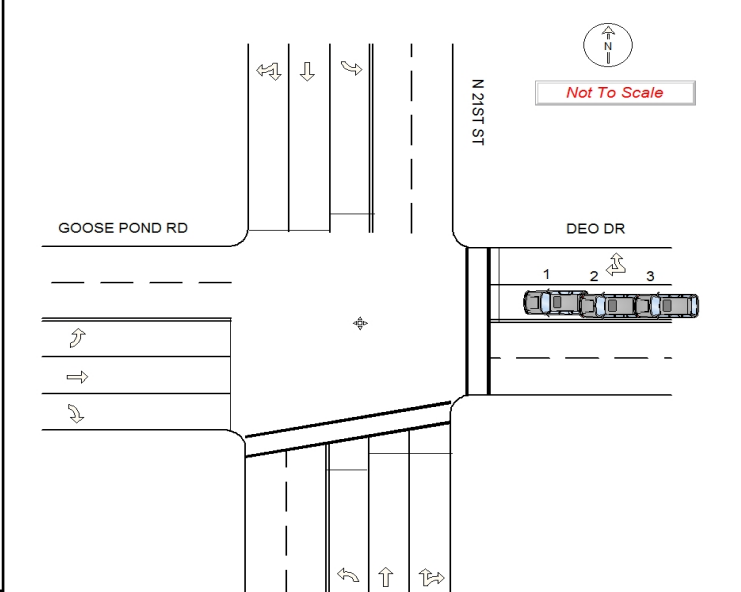 N
Not To Scale
N 21ST ST
GOOSE POND RD
DEO DR
1 2 3